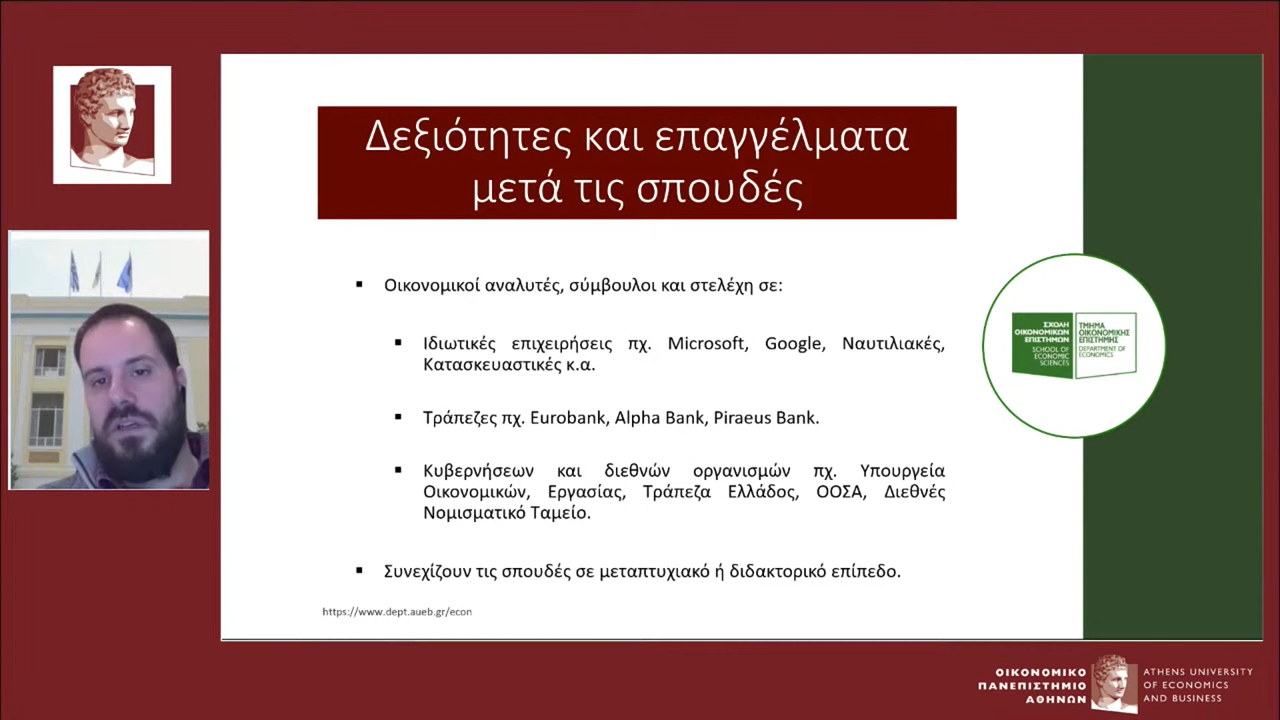 Δεξιότητες και επαγγέλματα
μετά τις σπουδές
▪ Οικονομικοί αναλυτές, σύμβουλοι και στελέχη σε:
▪ Ιδιωτικές επιχειρήσεις πχ. Microsoft, Google, Ναυτιλιακές,
Κατασκευαστικές κ.α.
▪ Τράπεζες πχ. Eurobank, Alpha Bank, Piraeus Bank.
▪ Κυβερνήσεων και διεθνών οργανισμών πχ. Υπουργεία
Οικονομικών, Εργασίας, Τράπεζα Ελλάδος, ΟΟΣΑ, Διεθνές
Νομισματικό Ταμείο.
▪ Συνεχίζουν τις σπουδές σε μεταπτυχιακό ή διδακτορικό επίπεδο.
https://www.dept.aueb.gr/econ
ΣΧΟΛΗ
ΟΙΚΟΝΟΜΙΚΩΝ
ΕΠΙΣΤΗΜΩΝ
SCHOOL OF
ECONOMIC
SCIENCES
ΤΜΗΜΑ
ΟΙΚΟΝΟΜΙΚΗΣ
ΕΠΙΣΤΗΜΗΣ
DEPARTMENT OF
ECONOMICS
ΟΙΚΟΝΟΜΙΚΟ
ΠΑΝΕΠΙΣΤΗΜΙΟ
ΑΘΗΝΩΝ
ATHENS UNIVERSITY
OF ECONOMICS
AND BUSINESS